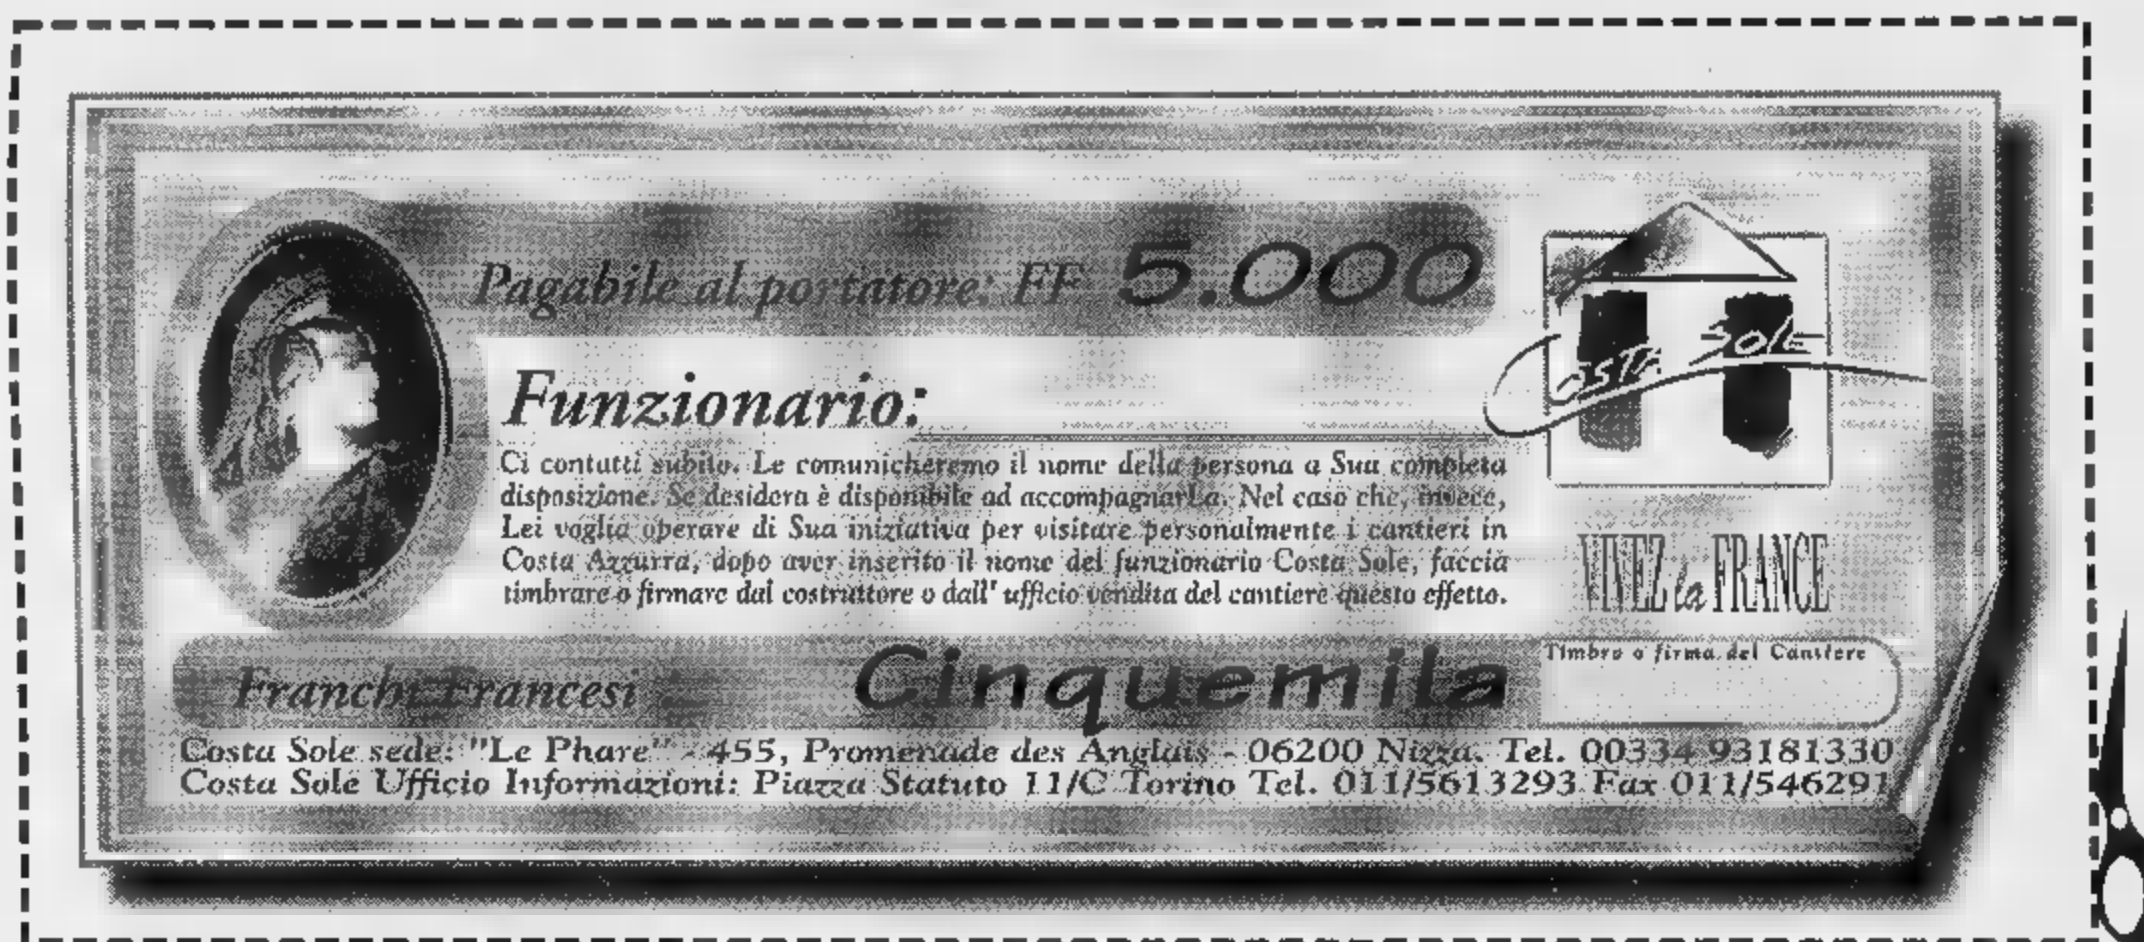 Pagabile al portatore: FF 5.000
Costa Sole
Funzionario:
Ci contatti subito. Le comunicheremo il nome della persona a Sua completa
disposizione. Se desidera è disponibile ad accompagnarLa. Nel caso che, invece,
Lei voglia operare di Sua iniziativa per visitare personalmente i cantieri in
Costa Azzurra, dopo aver inserito il nome del funzionario Costa Sole, faccia
timbrare o firmare dal costruttore o dall' ufficio vendita del cantiere questo effetto.
VIVEZ la FRANCE
Timbro o firma del Cantiere
Franchi Francesi Cinquemila
Costa Sole sede: "Le Phare" - 455, Promenade des Anglais - 06200 Nizza. Tel. 00334 93181330
Costa Sole Ufficio Informazioni: Piazza Statuto 11/C Torino Tel. 011/5613293 Fax 011/546291